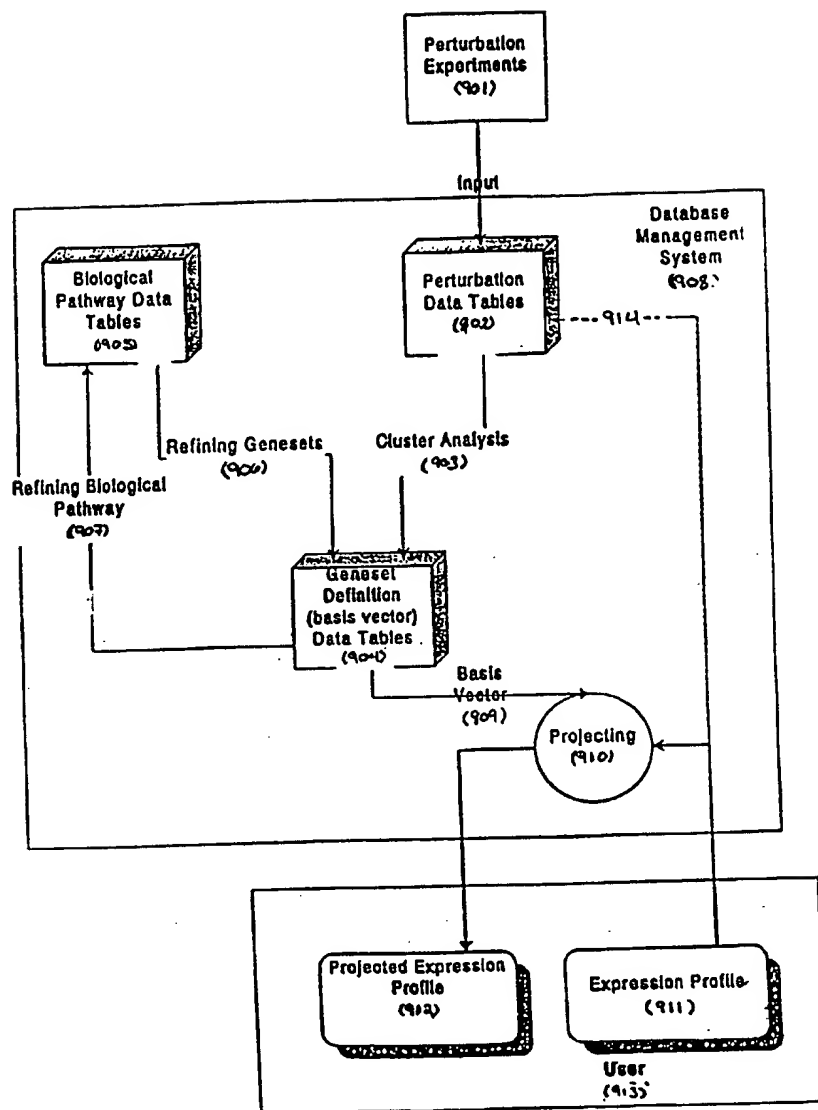 Perturbation
Experiments
(901)
Input
Database
Management
System
(908)
Biological
Pathway Data
Tables
(905)
Perturbation
Data Tables
(902)
---914---
Refining Genesets
(906)
Cluster Analysis
(903)
Refining Biological
Pathway
(907)
Geneset
Definition
(basis vector)
Data Tables
(904)
Basis
Vector
(909)
Projecting
(910)
Projected Expression
Profile
(912)
Expression Profile
(911)
User
(913)